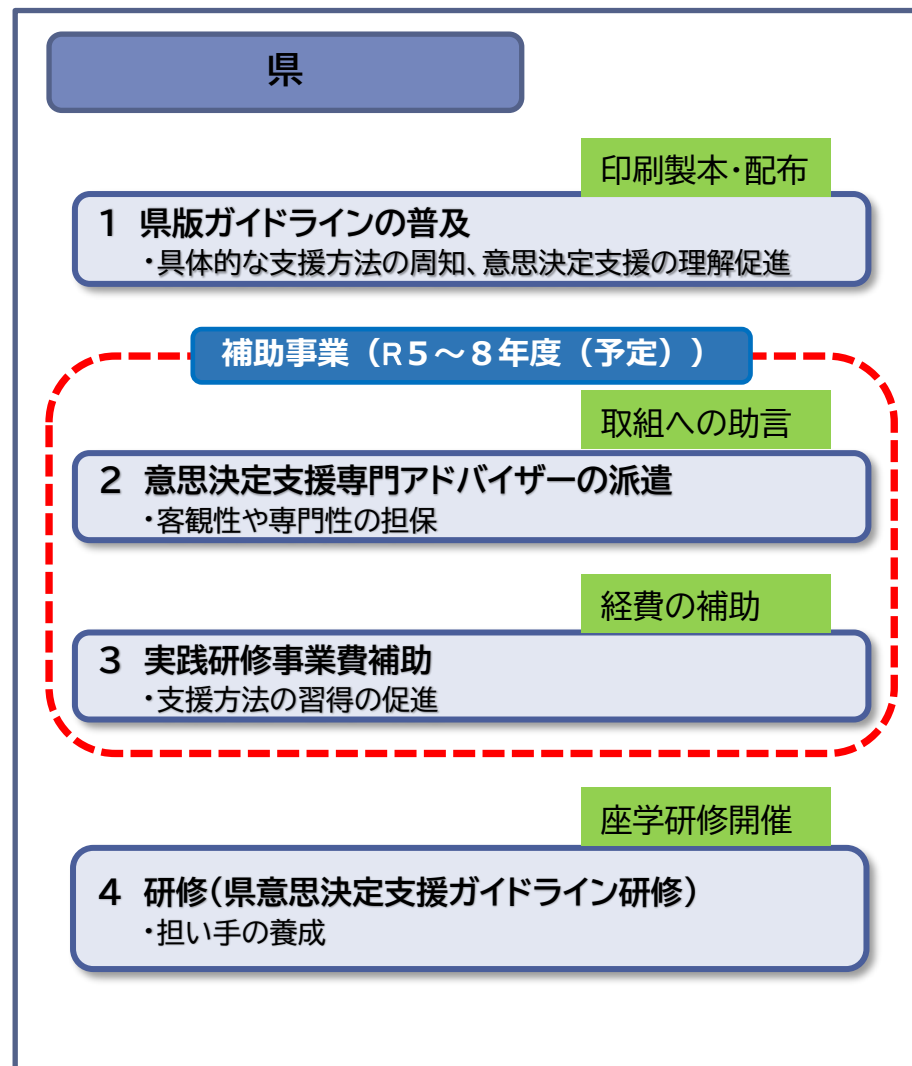 県
印刷製本・配布
1 県版ガイドラインの普及
・具体的な支援方法の周知、意思決定支援の理解促進
補助事業（R５～８年度（予定））
取組への助言
2 意思決定支援専門アドバイザーの派遣
・客観性や専門性の担保
経費の補助
3 実践研修事業費補助
・支援方法の習得の促進
座学研修開催
4 研修（県意思決定支援ガイドライン研修）
・担い手の養成